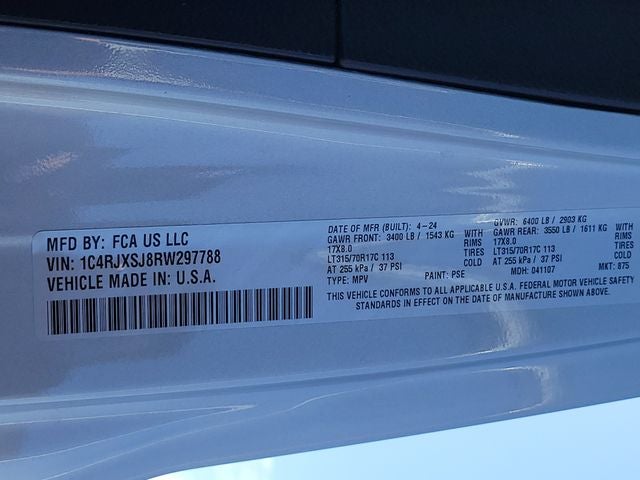 MFD BY: FCA US LLC
VIN: 1C4RJXSJ8RW297788
VEHICLE MADE IN: U.S.A.
DATE OF MFR (BUILT): 4-24 GVWR: 6400 LB / 2903 KG
GAWR FRONT: 3400 LB / 1543 KG WITH GAWR REAR: 3550 LB / 1611 KG WITH
17X8.0 RIMS 17X8.0 RIMS
LT315/70R17C 113 TIRES LT315/70R17C 113 TIRES
AT 255 kPa / 37 PSI COLD AT 255 kPa / 37 PSI COLD
TYPE: MPV PAINT: PSE MDH: 041107 MKT: 875
THIS VEHICLE CONFORMS TO ALL APPLICABLE U.S.A. FEDERAL MOTOR VEHICLE SAFETY
STANDARDS IN EFFECT ON THE DATE OF MANUFACTURE SHOWN ABOVE.